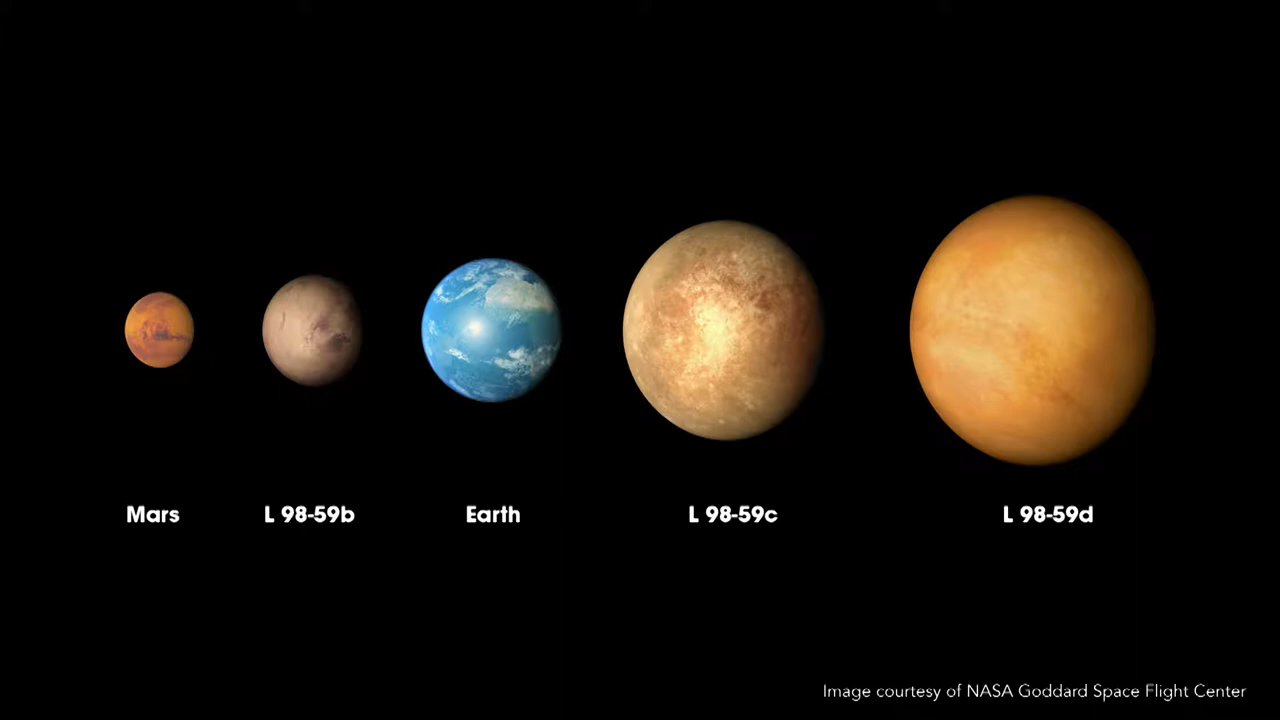 Mars
L 98-59b
Earth
L 98-59c
L 98-59d
Image courtesy of NASA Goddard Space Flight Center